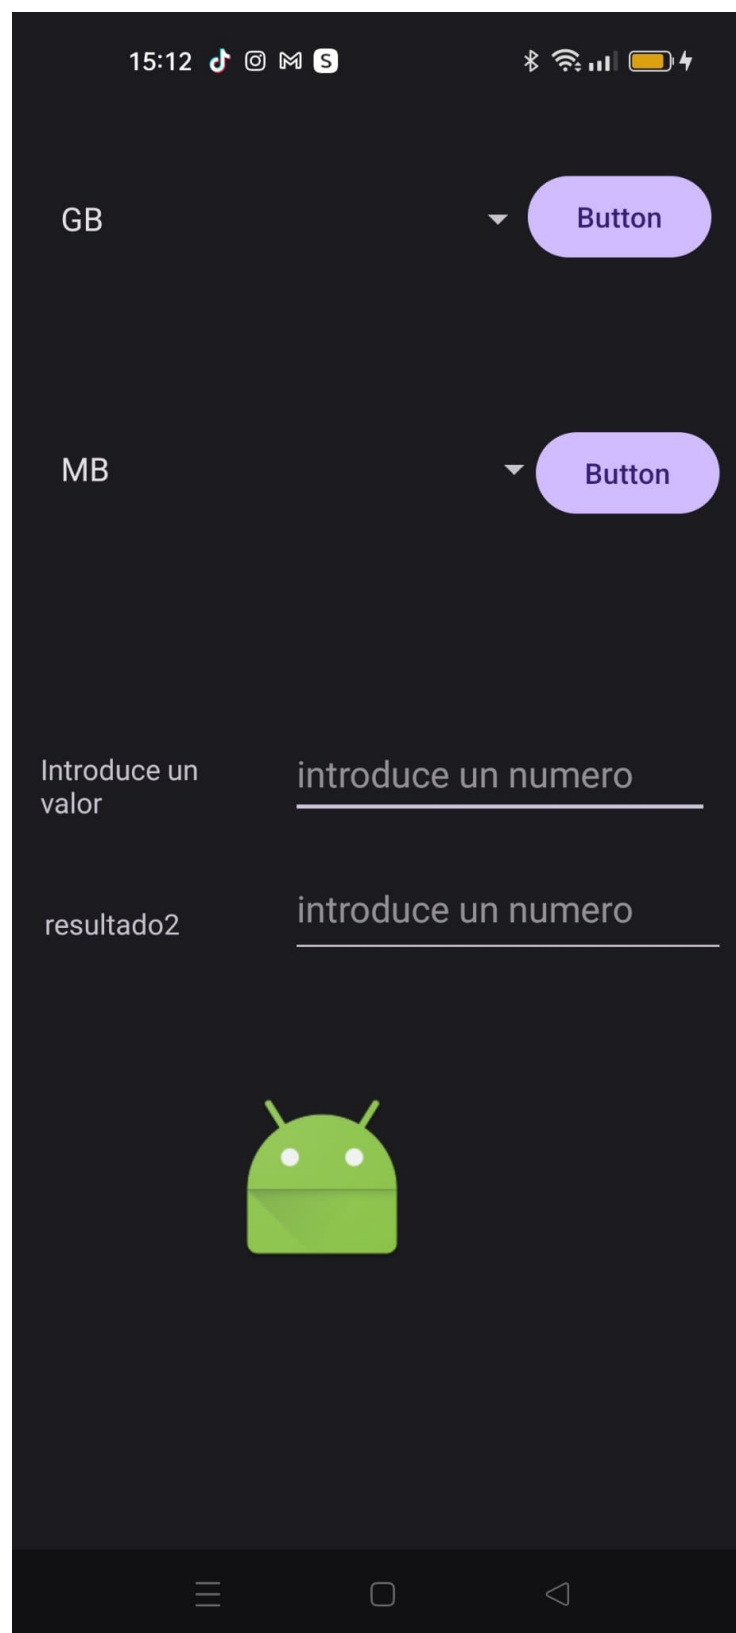 15:12
GB
Button
MB
Button
Introduce un
valor
introduce un numero
resultado2
introduce un numero